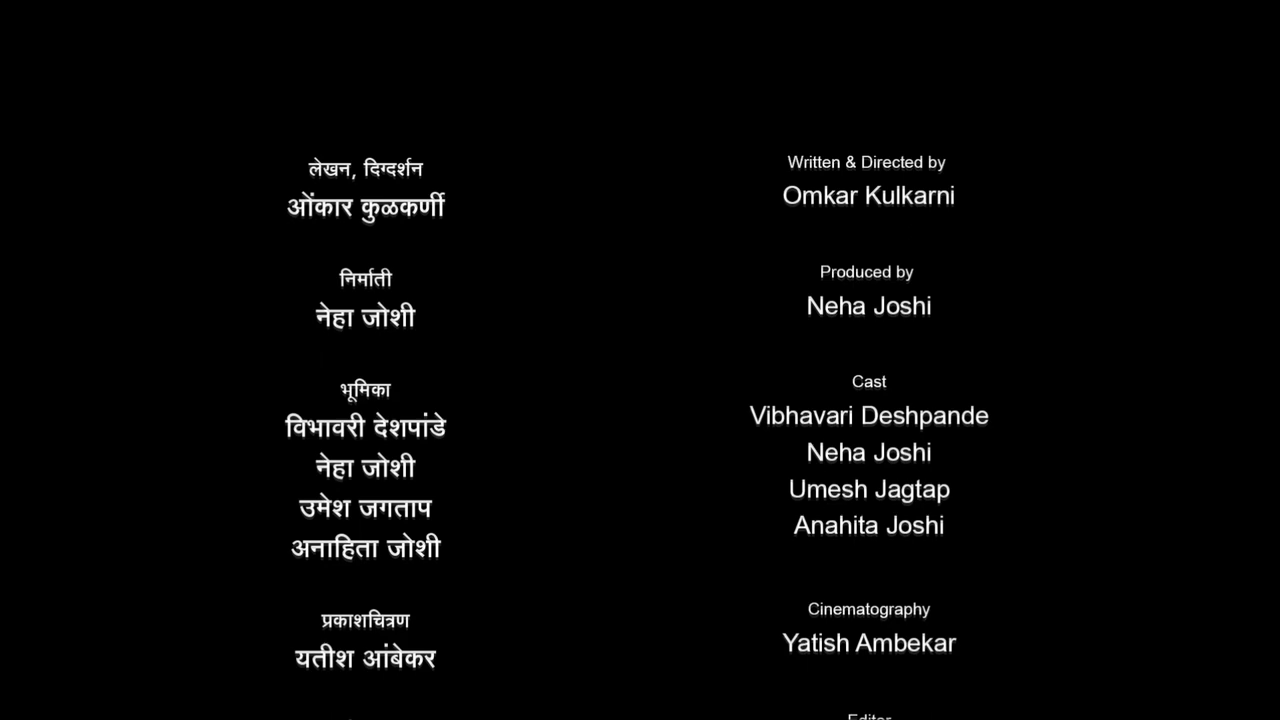 लेखन, दिग्दर्शन
ओंकार कुळकर्णी
निर्माती
नेहा जोशी
भूमिका
विभावरी देशपांडे
नेहा जोशी
उमेश जगताप
अनाहिता जोशी
प्रकाशचित्रण
यतीश आंबेकर
Written & Directed by
Omkar Kulkarni
Produced by
Neha Joshi
Cast
Vibhavari Deshpande
Neha Joshi
Umesh Jagtap
Anahita Joshi
Cinematography
Yatish Ambekar
Editor